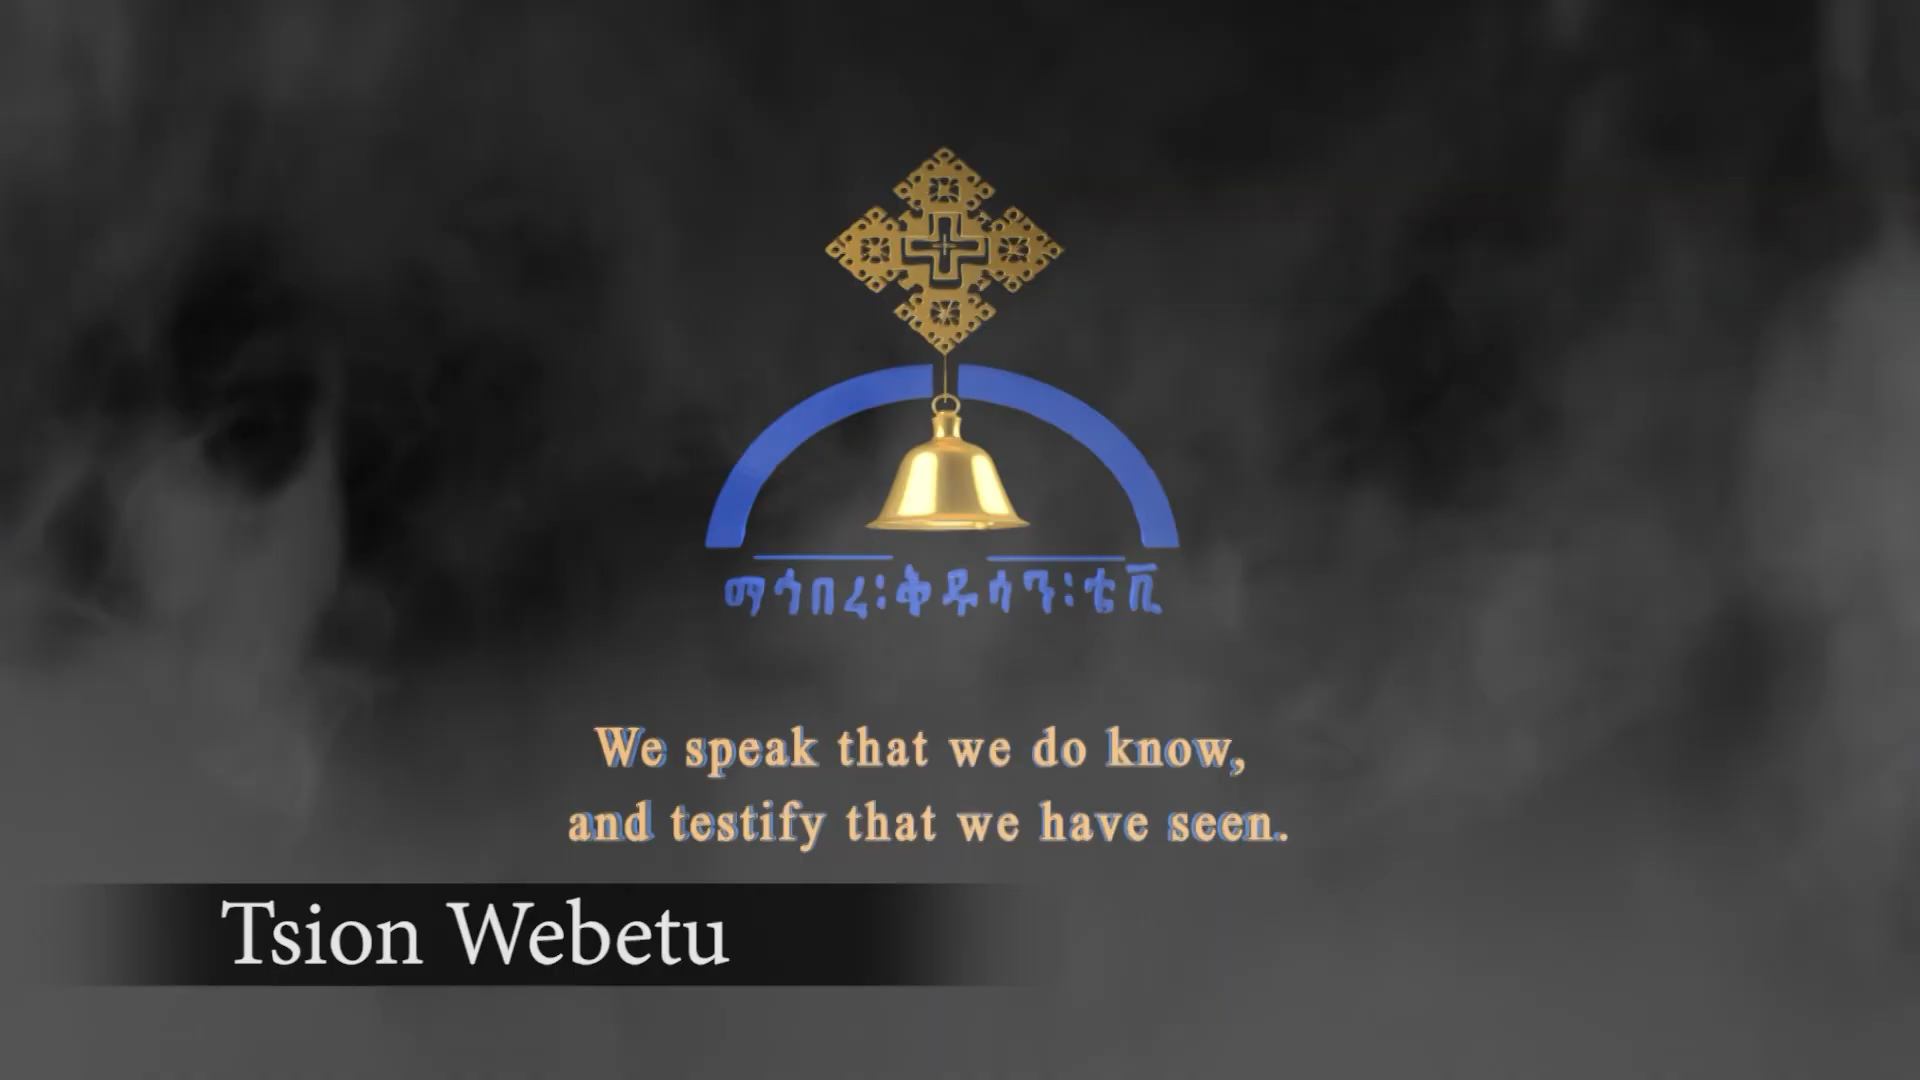 ማኅበረ፡ቅዱሳን፡ቴቪ
We speak that we do know,
and testify that we have seen.
Tsion Webetu